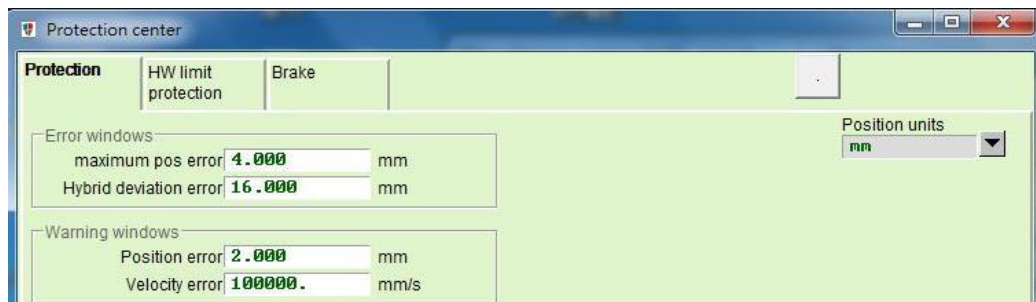 Protection center
Protection
HW limit
protection
Brake
.
Position units
mm
Error windows
maximum pos error 4.000 mm
Hybrid deviation error 16.000 mm
Warning windows
Position error 2.000 mm
Velocity error 100000. mm/s